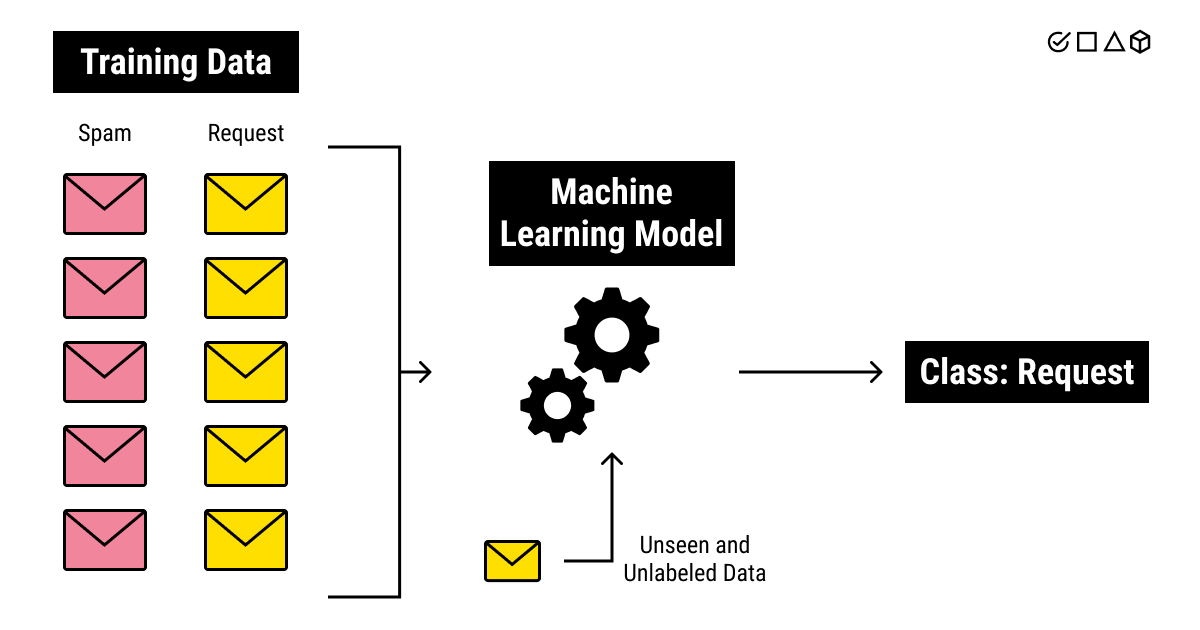 Training Data
Spam
Request
Machine
Learning Model
Class: Request
Unseen and
Unlabeled Data